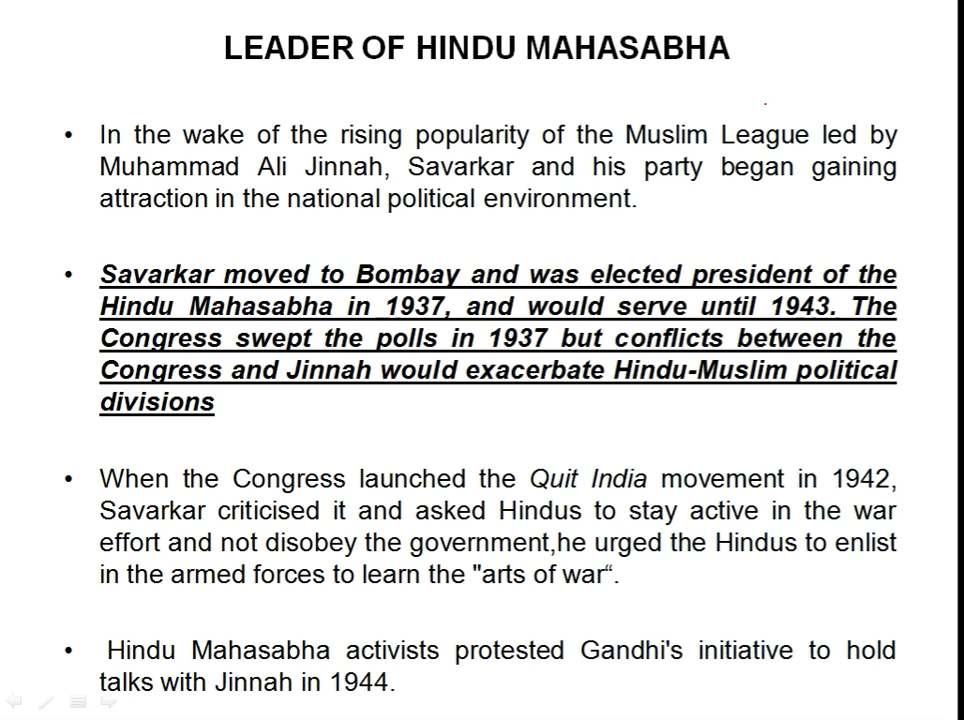 LEADER OF HINDU MAHASABHA
• In the wake of the rising popularity of the Muslim League led by
Muhammad Ali Jinnah, Savarkar and his party began gaining
attraction in the national political environment.
• Savarkar moved to Bombay and was elected president of the
Hindu Mahasabha in 1937, and would serve until 1943. The
Congress swept the polls in 1937 but conflicts between the
Congress and Jinnah would exacerbate Hindu-Muslim political
divisions
• When the Congress launched the Quit India movement in 1942,
Savarkar criticised it and asked Hindus to stay active in the war
effort and not disobey the government,he urged the Hindus to enlist
in the armed forces to learn the "arts of war“.
• Hindu Mahasabha activists protested Gandhi's initiative to hold
talks with Jinnah in 1944.